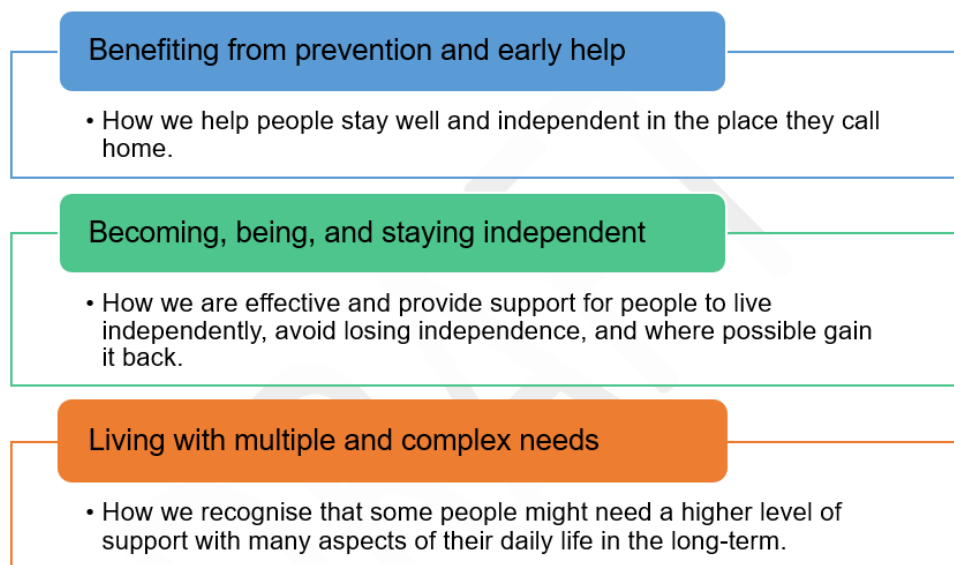 Benefiting from prevention and early help
• How we help people stay well and independent in the place they call
home.
Becoming, being, and staying independent
• How we are effective and provide support for people to live
independently, avoid losing independence, and where possible gain
it back.
Living with multiple and complex needs
• How we recognise that some people might need a higher level of
support with many aspects of their daily life in the long-term.